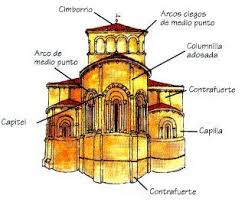 Cimborrio
Arcos ciegos
de medio punto
Arco de
medio punto
Columnilla
adosada
Contrafuerte
Capitel
Capilla
Contrafuerte